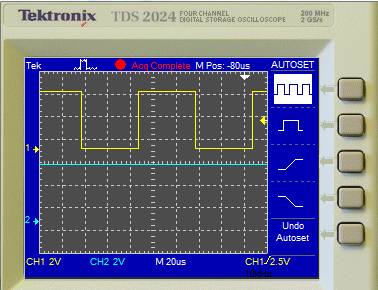 Tektronix TDS 2024 FOUR CHANNEL DIGITAL STORAGE OSCILLOSCOPE 200 MHz 2 GS/s
Tek Acq Complete M Pos: -80us AUTOSET
1
2
Undo
Autoset
CH1 2V CH2 2V M 20us CH1 2.5V